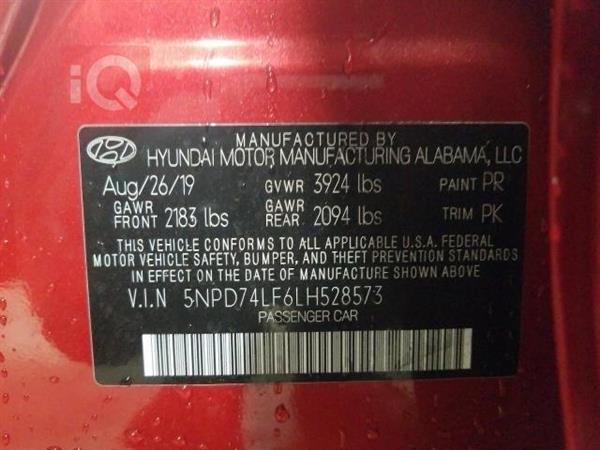 iQ
MANUFACTURED BY
HYUNDAI MOTOR MANUFACTURING ALABAMA, LLC
Aug/26/19 GVWR 3924 lbs PAINT PR
GAWR FRONT 2183 lbs GAWR REAR 2094 lbs TRIM PK
THIS VEHICLE CONFORMS TO ALL APPLICABLE U.S.A. FEDERAL
MOTOR VEHICLE SAFETY, BUMPER, AND THEFT PREVENTION STANDARDS
IN EFFECT ON THE DATE OF MANUFACTURE SHOWN ABOVE.
V.I.N 5NPD74LF6LH528573
PASSENGER CAR